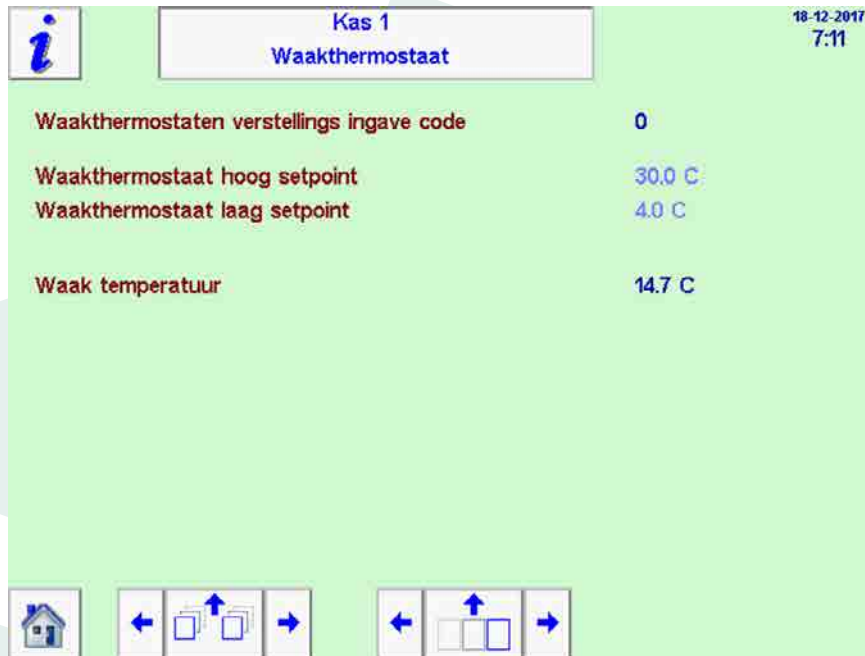 i
Kas 1
Waakthermostaat
18-12-2017
7:11
Waakthermostaten verstellings ingave code 0
Waakthermostaat hoog setpoint 30.0 C
Waakthermostaat laag setpoint 4.0 C
Waak temperatuur 14.7 C